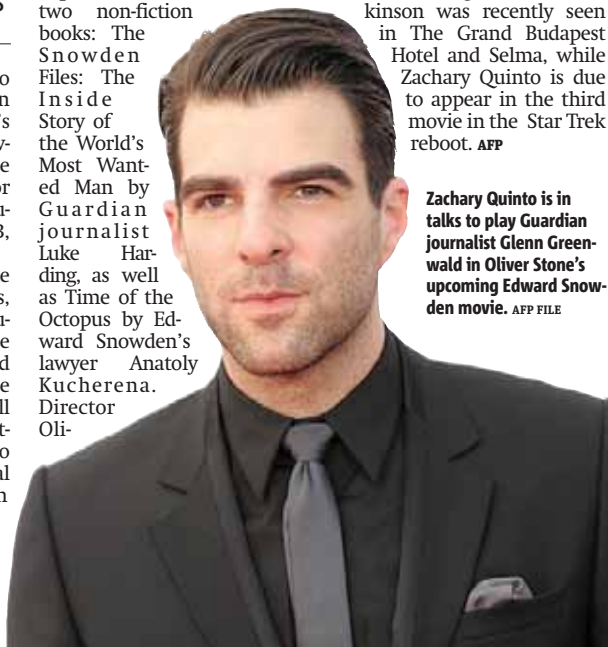 two non-fiction
books: The
Snowden
Files: The
Inside
Story of
the World's
Most Want-
ed Man by
Guardian
journalist
Luke Har-
ding, as well
as Time of the
Octopus by Ed-
ward Snowden's
lawyer Anatoly
Kucherena.
Director
Oli-
kinson was recently seen
in The Grand Budapest
Hotel and Selma, while
Zachary Quinto is due
to appear in the third
movie in the Star Trek
reboot. AFP
Zachary Quinto is in
talks to play Guardian
journalist Glenn Green-
wald in Oliver Stone's
upcoming Edward Snow-
den movie. AFP FILE